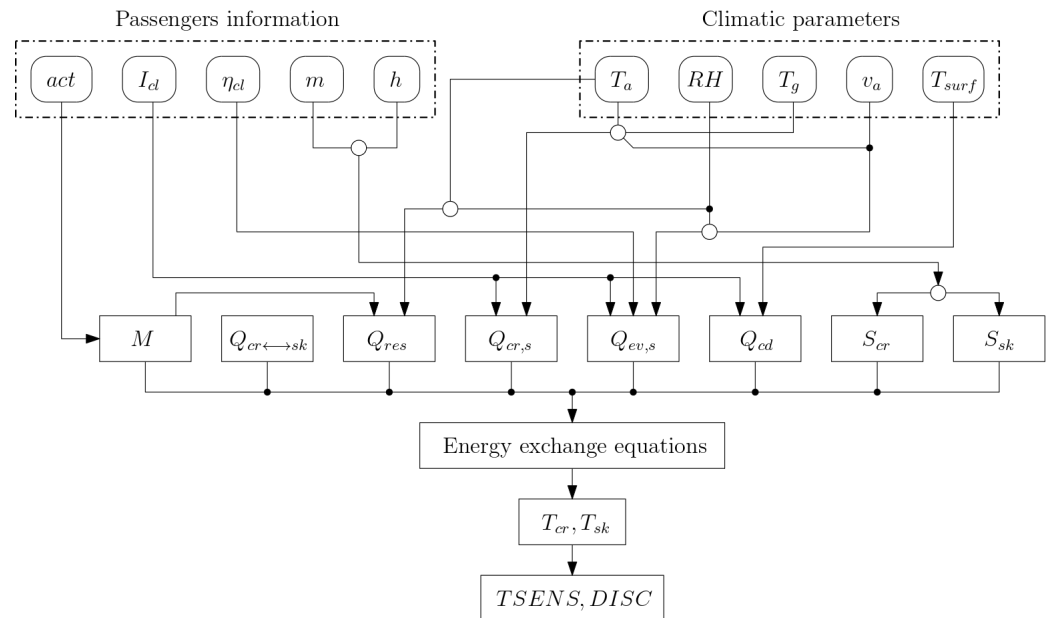 Passengers information Climatic parameters
act I_cl η_cl m h T_a RH T_g v_a T_surf
M Q_cr⟷sk Q_res Q_cr,s Q_ev,s Q_cd S_cr S_sk
Energy exchange equations
T_cr, T_sk
TSENS, DISC